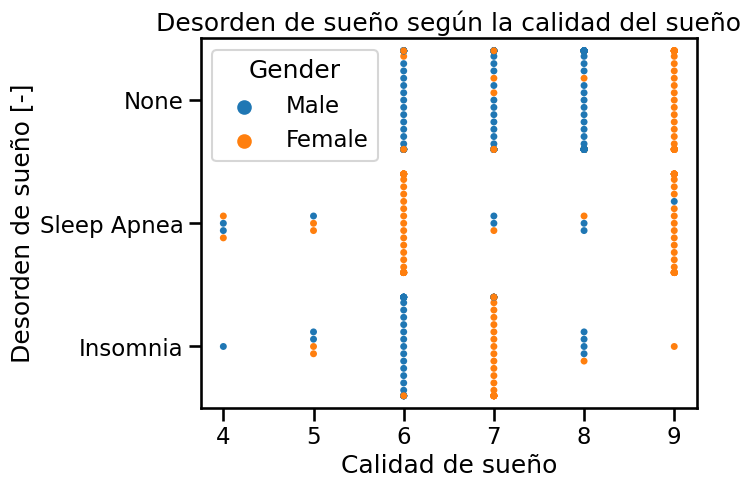 Desorden de sueño según la calidad del sueño
Gender
Male
Female
Desorden de sueño [-]
None
Sleep Apnea
Insomnia
4 5 6 7 8 9
Calidad de sueño